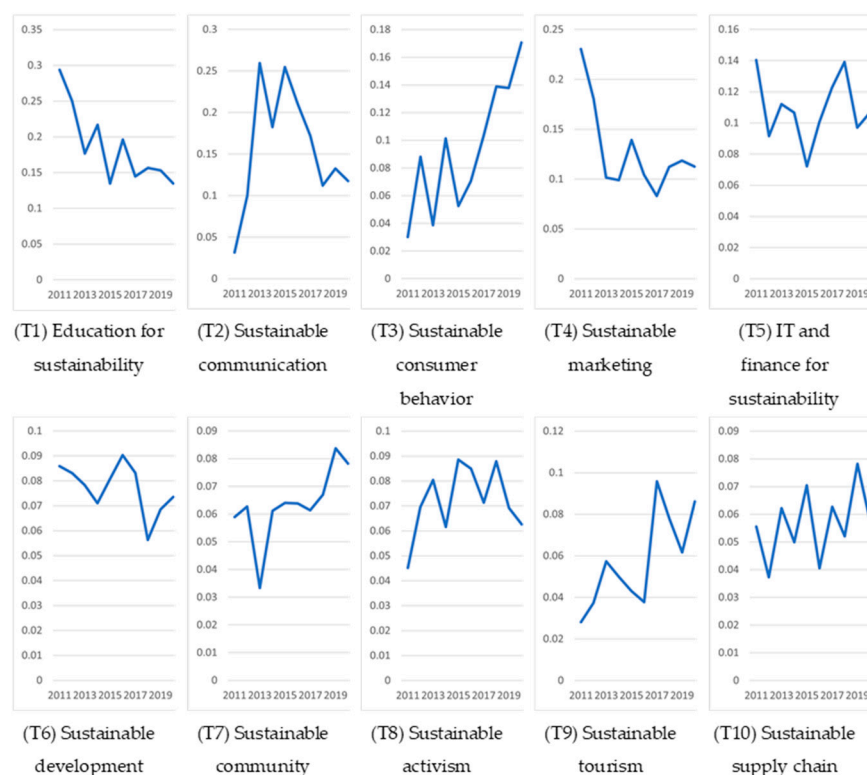 0.35
0.3
0.25
0.2
0.15
0.1
0.05
0
2011 2013 2015 2017 2019
0.3
0.25
0.2
0.15
0.1
0.05
0
2011 2013 2015 2017 2019
0.18
0.16
0.14
0.12
0.1
0.08
0.06
0.04
0.02
0
2011 2013 2015 2017 2019
0.25
0.2
0.15
0.1
0.05
0
2011 2013 2015 2017 2019
0.16
0.14
0.12
0.1
0.08
0.06
0.04
0.02
0
2011 2013 2015 2017 2019
(T1) Education for
sustainability
(T2) Sustainable
communication
(T3) Sustainable
consumer
behavior
(T4) Sustainable
marketing
(T5) IT and
finance for
sustainability
0.1
0.09
0.08
0.07
0.06
0.05
0.04
0.03
0.02
0.01
0
2011 2013 2015 2017 2019
0.09
0.08
0.07
0.06
0.05
0.04
0.03
0.02
0.01
0
2011 2013 2015 2017 2019
0.1
0.09
0.08
0.07
0.06
0.05
0.04
0.03
0.02
0.01
0
2011 2013 2015 2017 2019
0.12
0.1
0.08
0.06
0.04
0.02
0
2011 2013 2015 2017 2019
0.09
0.08
0.07
0.06
0.05
0.04
0.03
0.02
0.01
0
2011 2013 2015 2017 2019
(T6) Sustainable
development
(T7) Sustainable
community
(T8) Sustainable
activism
(T9) Sustainable
tourism
(T10) Sustainable
supply chain